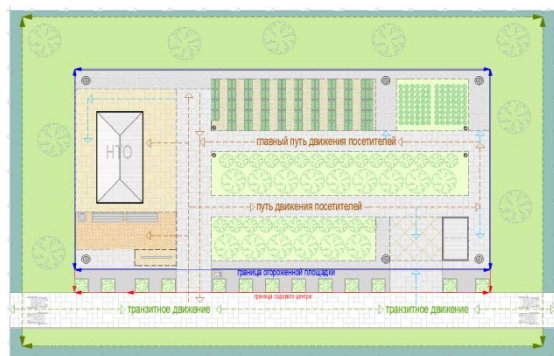 НТО
главный путь движения посетителей
путь движения посетителей
граница огороженной площадки
граница садового центра
транзитное движение
транзитное движение